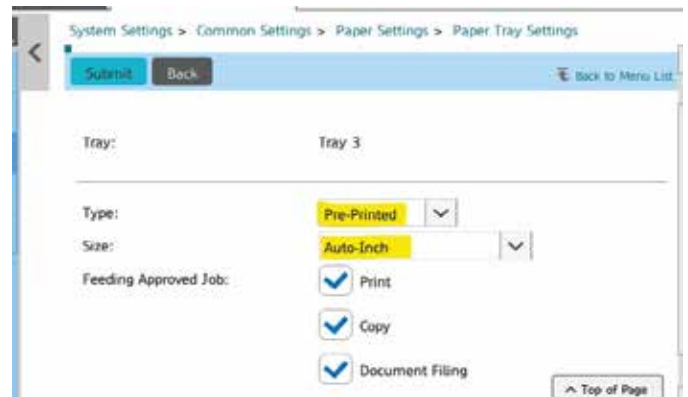 System Settings > Common Settings > Paper Settings > Paper Tray Settings
Submit Back Back to Menu List
Tray: Tray 3
Type: Pre-Printed
Size: Auto-Inch
Feeding Approved Job: Print
Copy
Document Filing
Top of Page